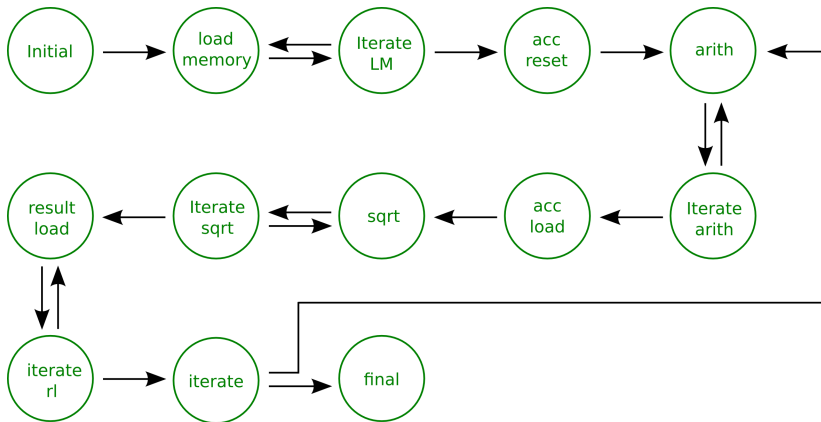 Initial
load
memory
Iterate
LM
acc
reset
arith
result
load
Iterate
sqrt
sqrt
acc
load
Iterate
arith
iterate
rl
iterate
final